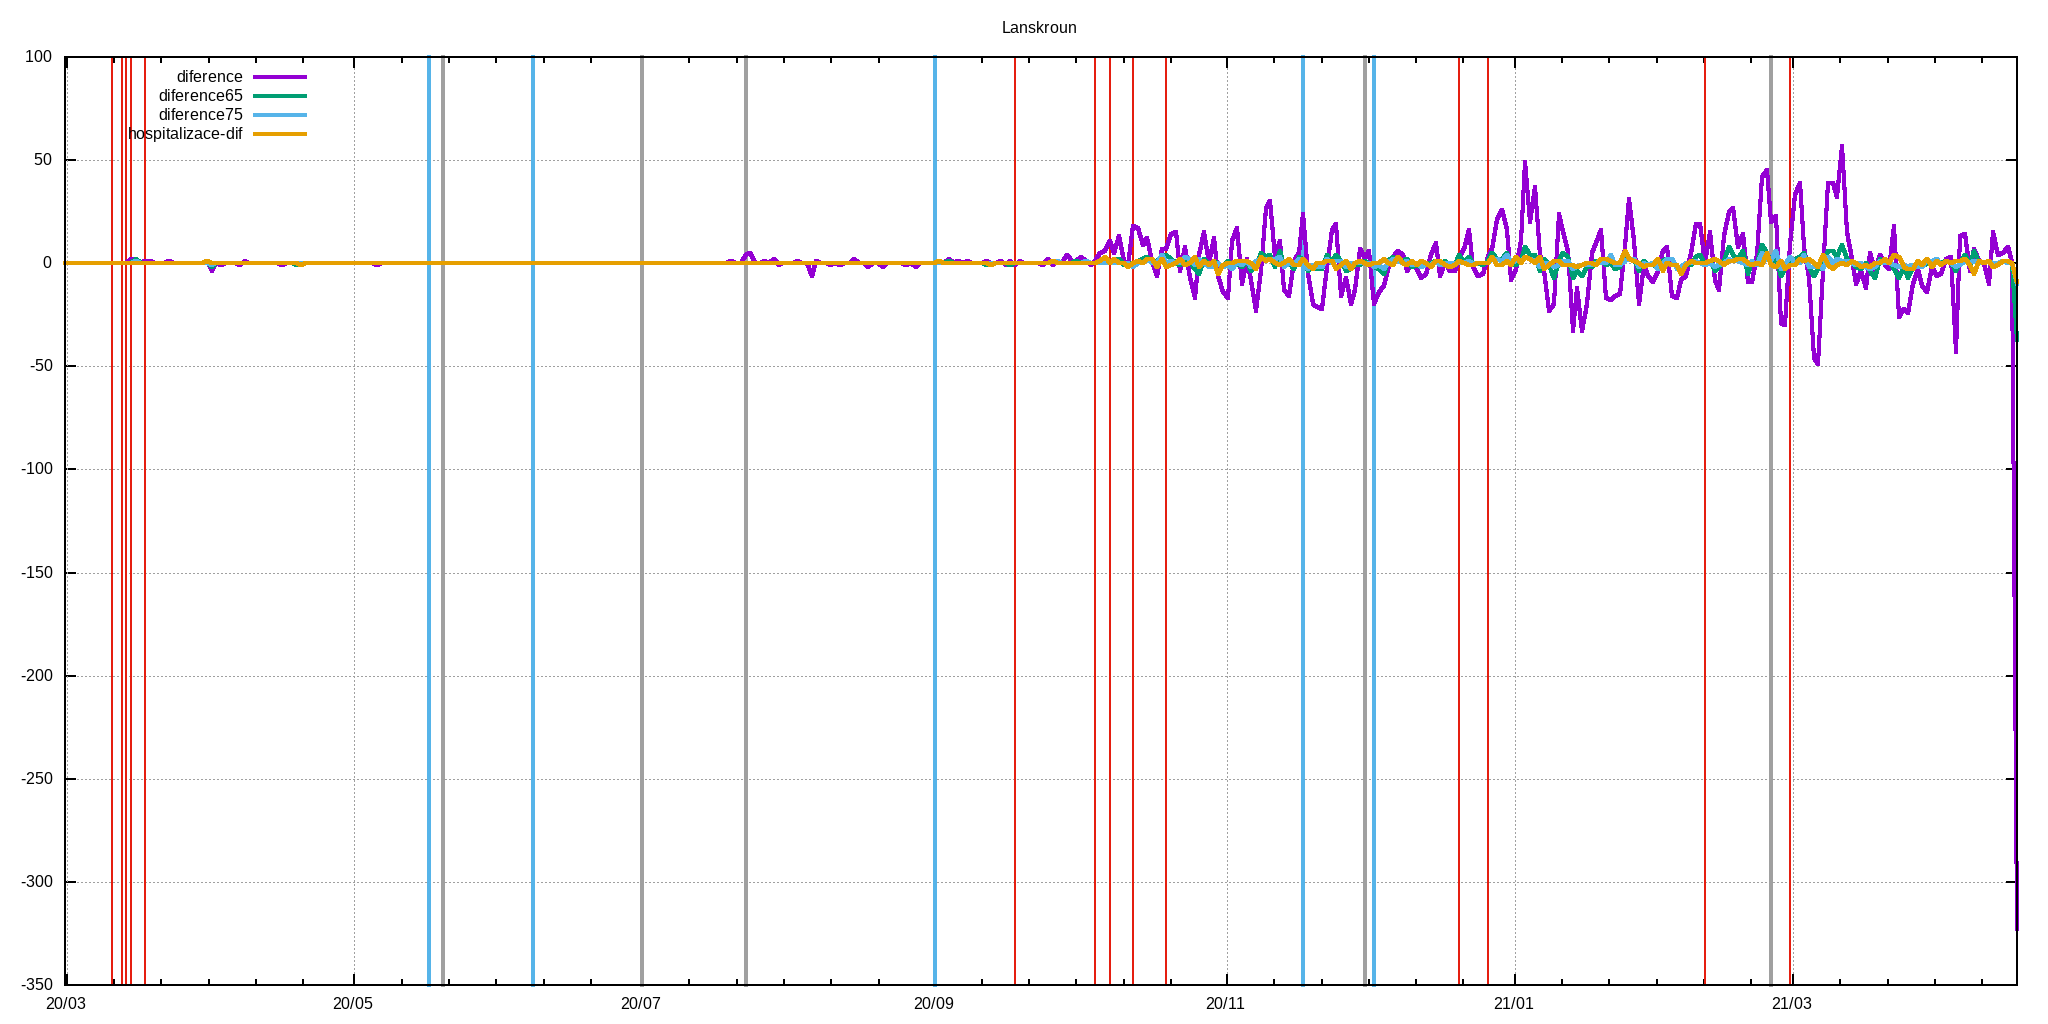 Lanskroun
100
diference
diference65
diference75
hospitalizace-dif
50
0
-50
-100
-150
-200
-250
-300
-350
20/03 20/05 20/07 20/09 20/11 21/01 21/03